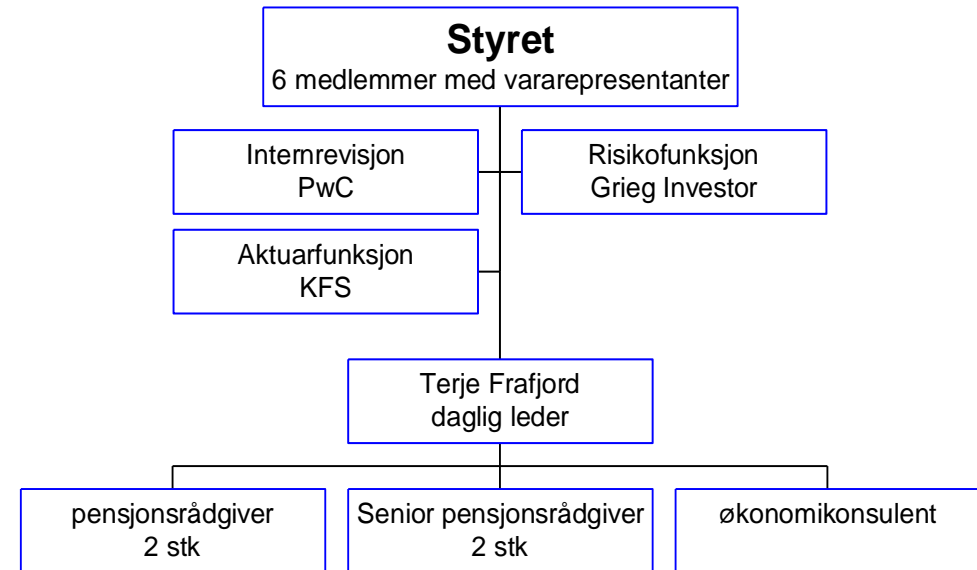 Styret
6 medlemmer med vararepresentanter
Internrevisjon
PwC
Risikofunksjon
Grieg Investor
Aktuarfunksjon
KFS
Terje Frafjord
daglig leder
pensjonsrådgiver
2 stk
Senior pensjonsrådgiver
2 stk
økonomikonsulent